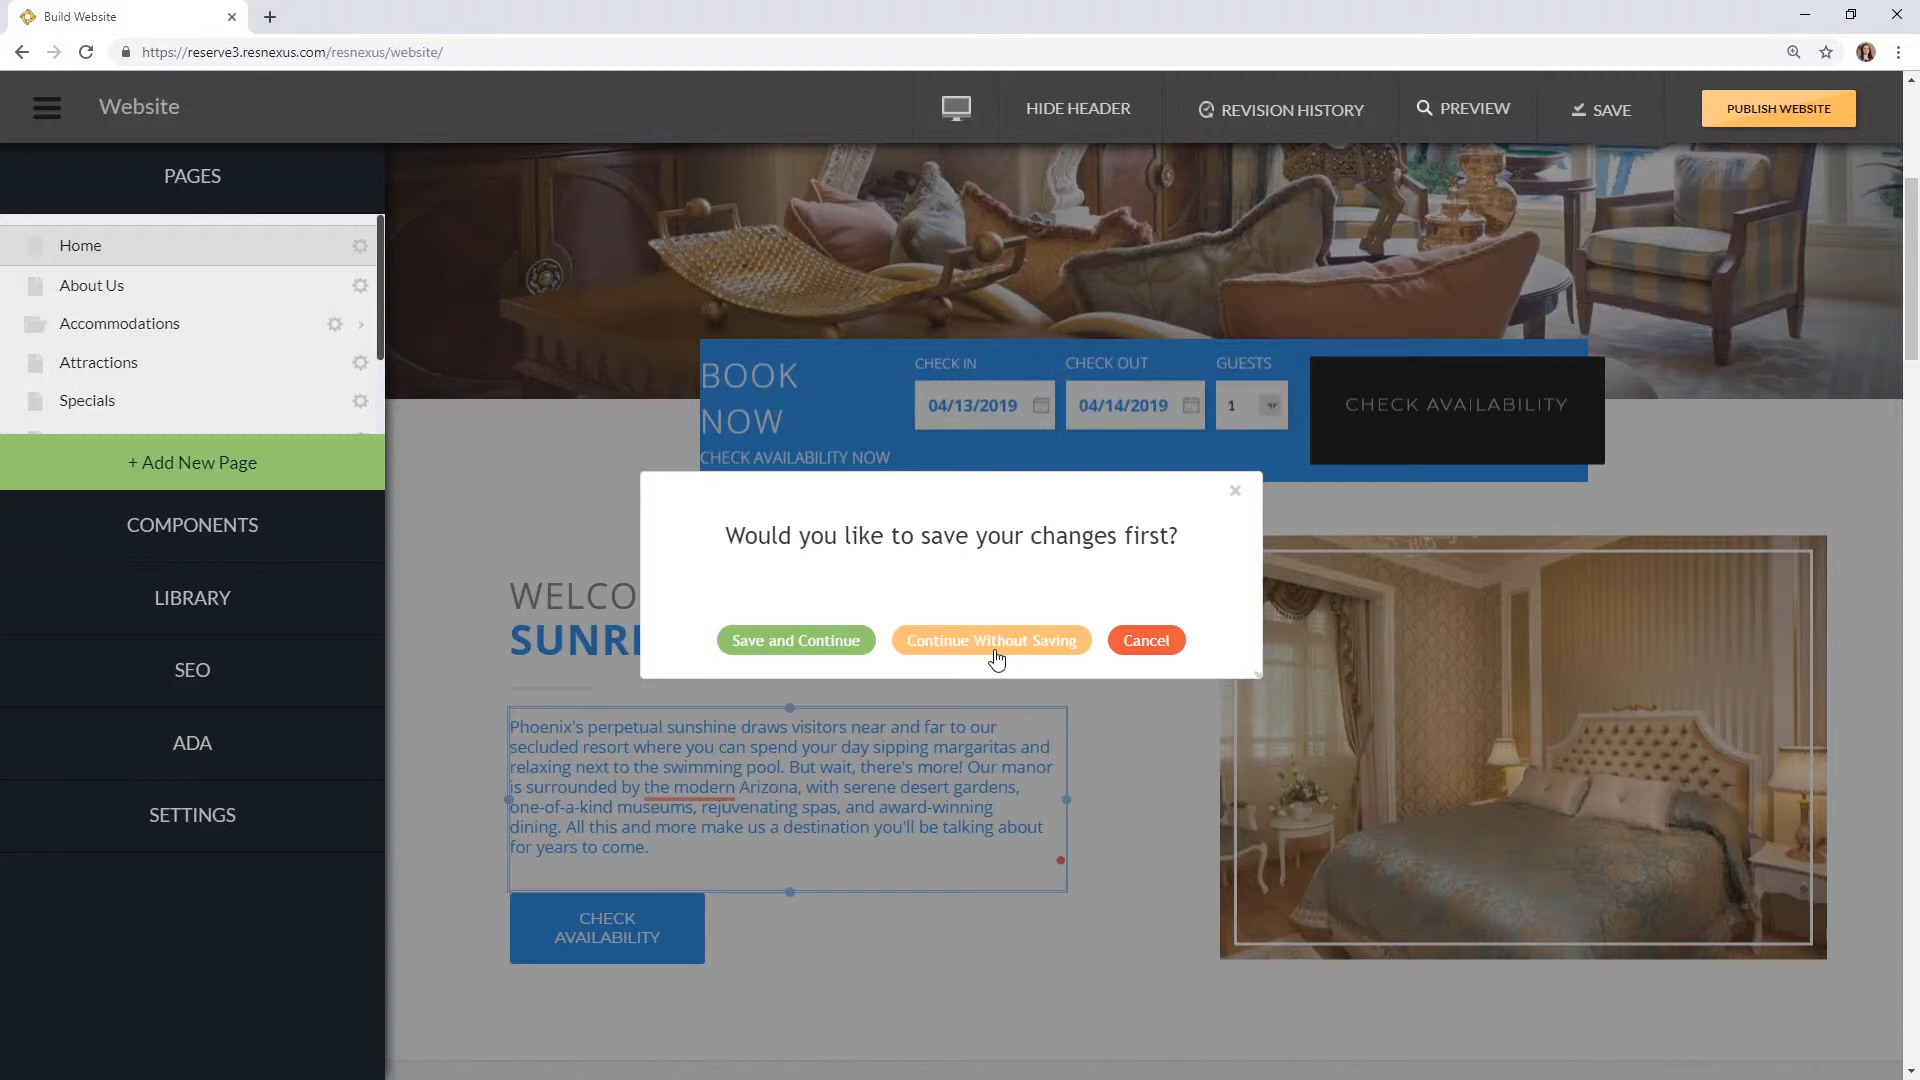 Build Website
https://reserve3.resnexus.com/resnexus/website/
Website
HIDE HEADER
REVISION HISTORY
PREVIEW
SAVE
PUBLISH WEBSITE
PAGES
Home
About Us
Accommodations
Attractions
Specials
+ Add New Page
COMPONENTS
LIBRARY
SEO
ADA
SETTINGS
BOOK
NOW
CHECK AVAILABILITY NOW
CHECK IN
04/13/2019
CHECK OUT
04/14/2019
GUESTS
1
CHECK AVAILABILITY
Would you like to save your changes first?
Save and Continue
Continue Without Saving
Cancel
WELCO
SUNRI
Phoenix's perpetual sunshine draws visitors near and far to our
secluded resort where you can spend your day sipping margaritas and
relaxing next to the swimming pool. But wait, there's more! Our manor
is surrounded by the modern Arizona, with serene desert gardens,
one-of-a-kind museums, rejuvenating spas, and award-winning
dining. All this and more make us a destination you'll be talking about
for years to come.
CHECK
AVAILABILITY